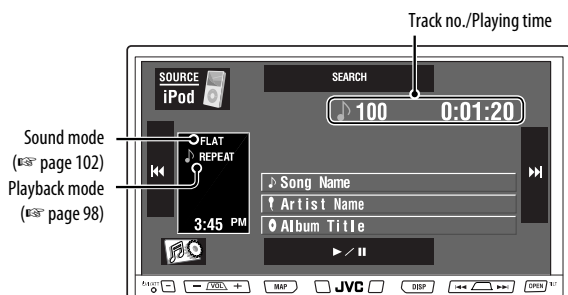 Track no./Playing time
SOURCE
iPod
SEARCH
100 0:01:20
Sound mode
(☞ page 102)
FLAT
REPEAT
Playback mode
(☞ page 98)
Song Name
Artist Name
Album Title
3:45 PM
– VOL +
MAP
JVC
DISP
OPEN
TILT